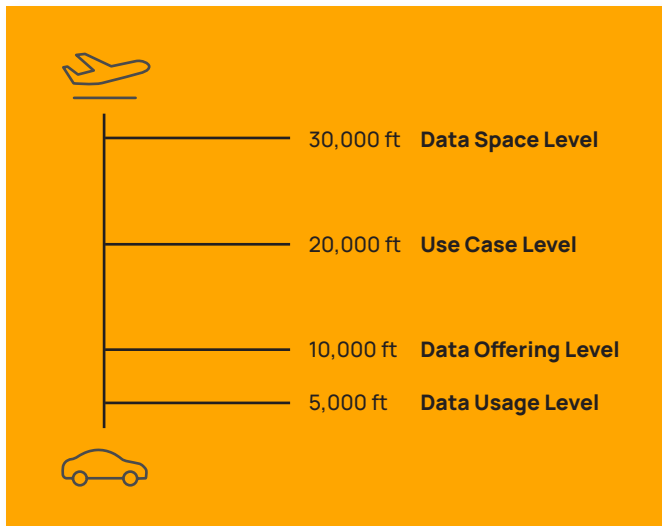 30,000 ft Data Space Level
20,000 ft Use Case Level
10,000 ft Data Offering Level
5,000 ft Data Usage Level